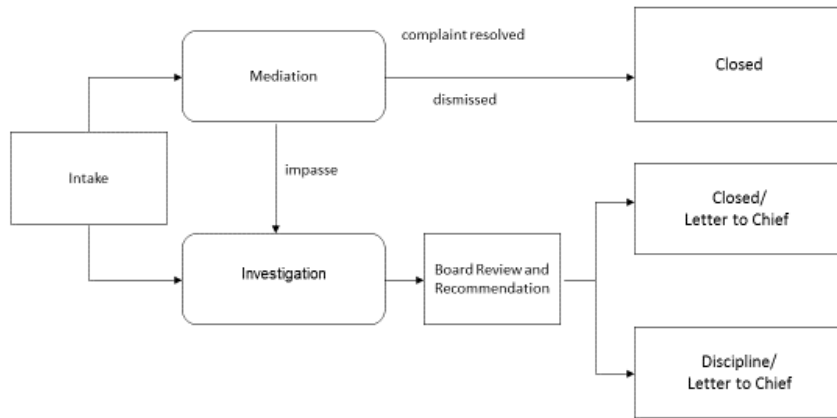 complaint resolved
Mediation
Closed
dismissed
Intake
impasse
Closed/
Letter to Chief
Investigation
Board Review and
Recommendation
Discipline/
Letter to Chief